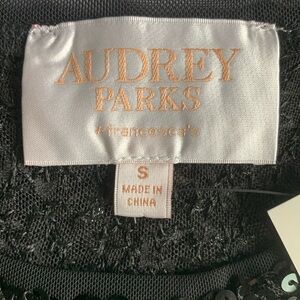 AUDREY
PARKS
#francesca's
S
MADE IN
CHINA